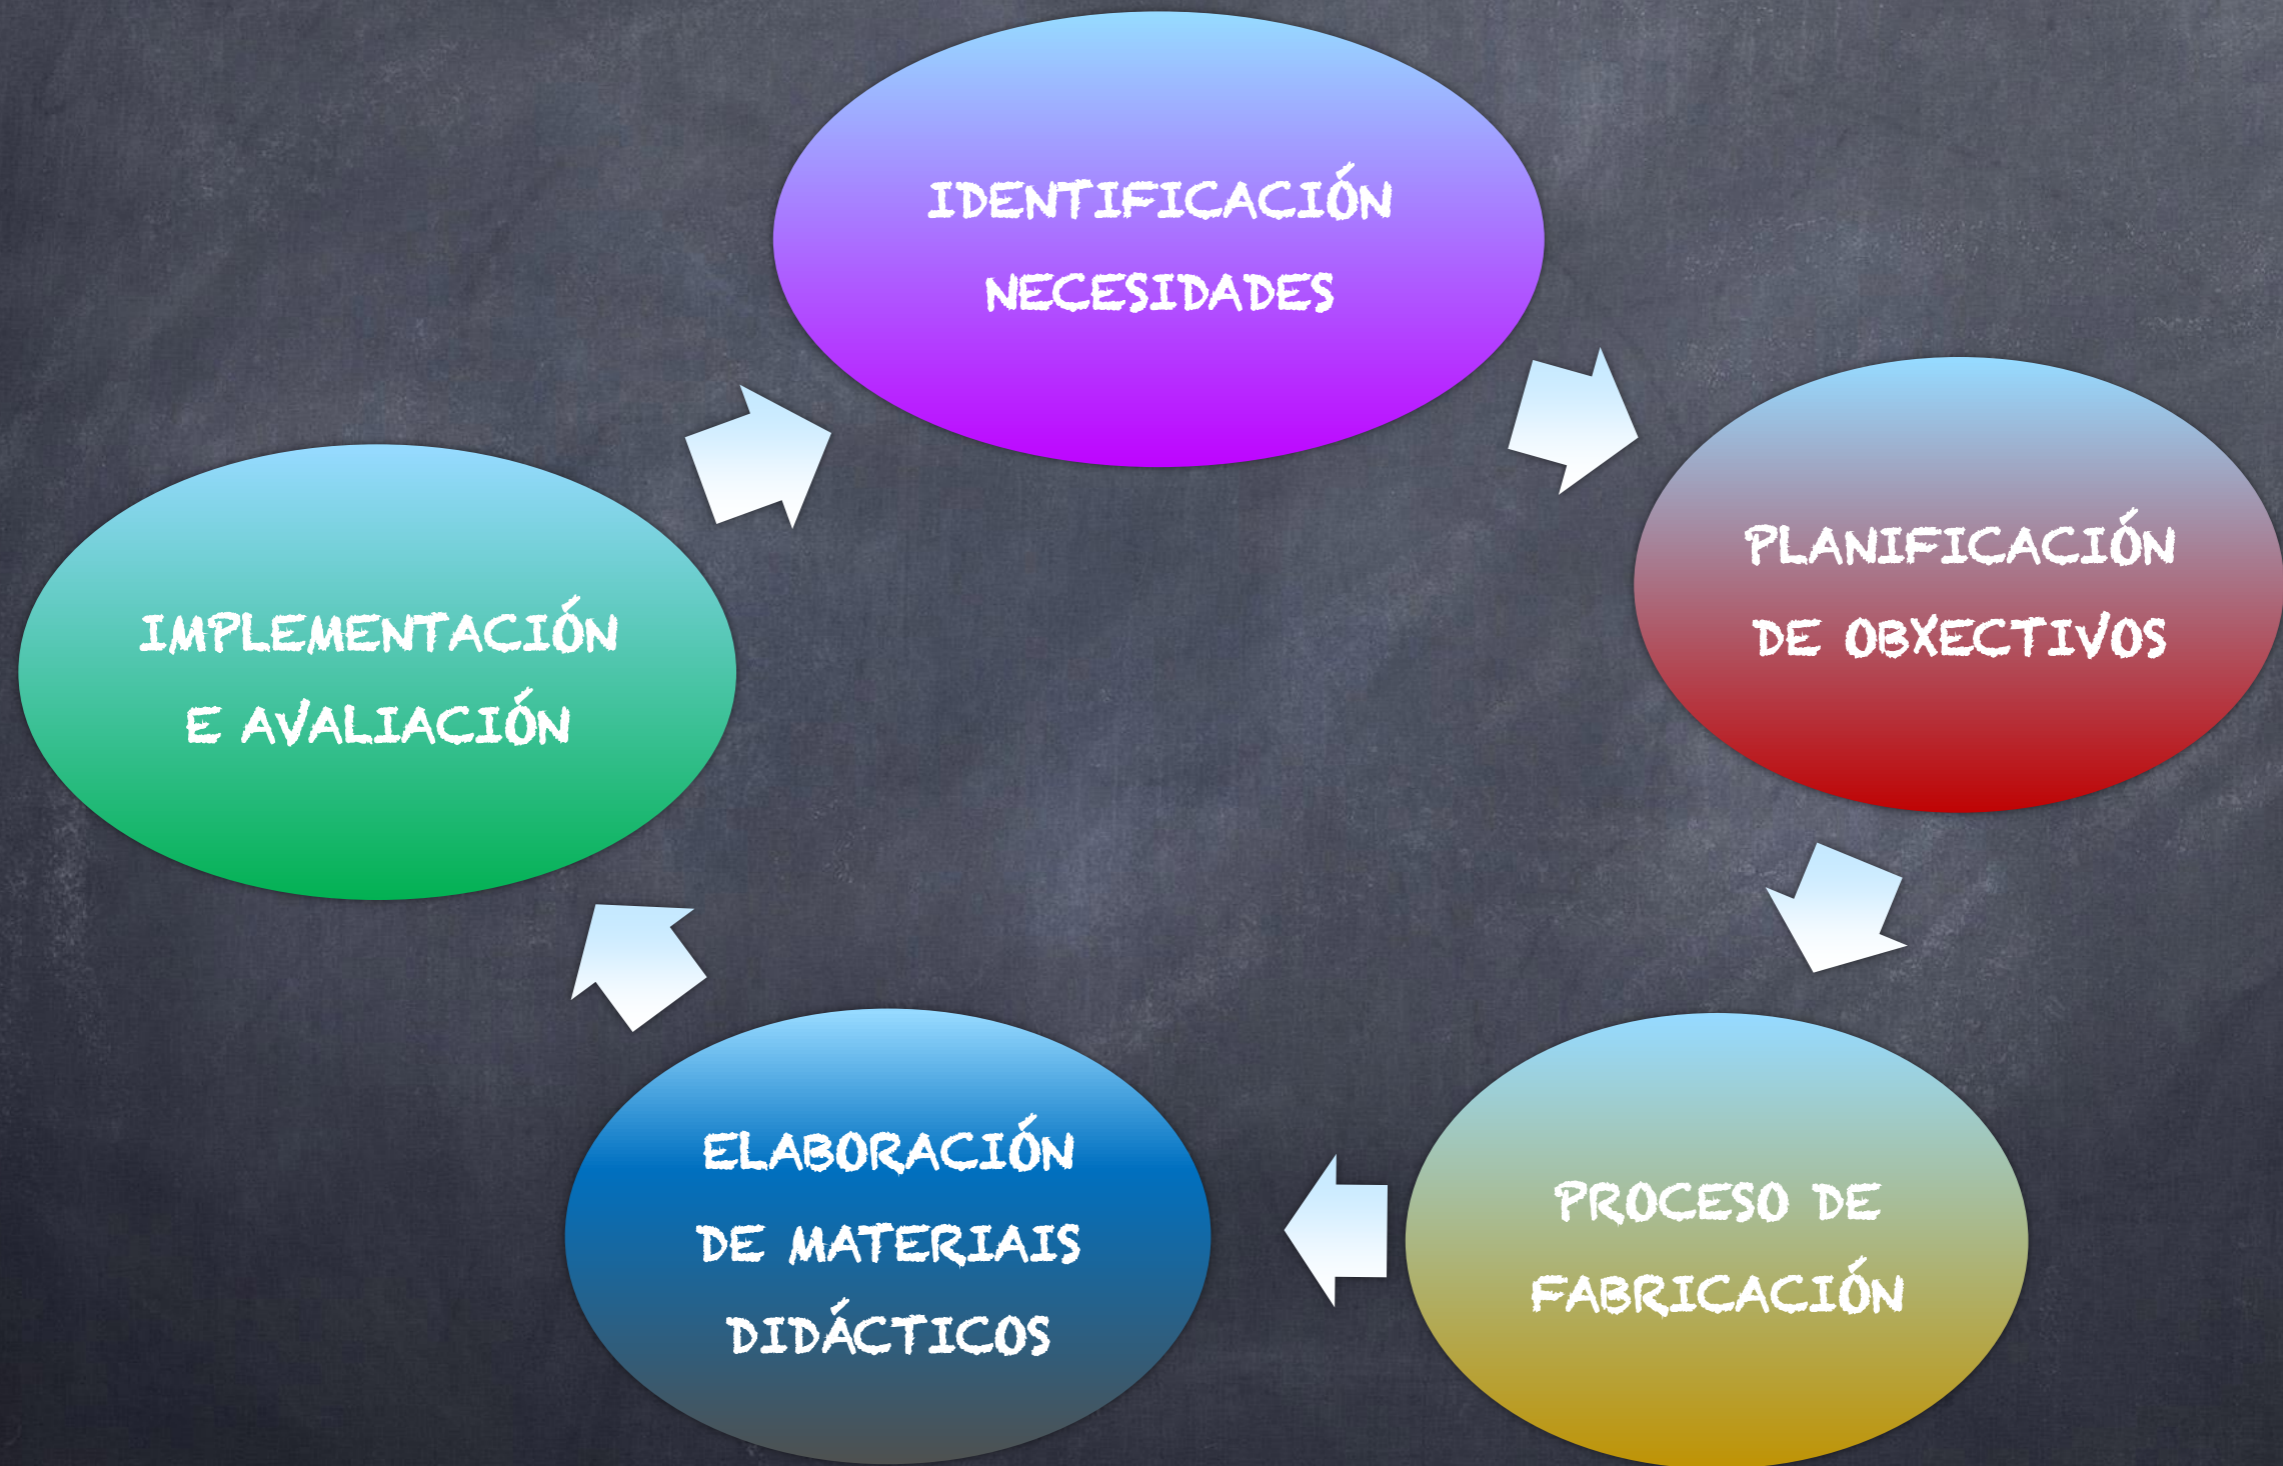 IDENTIFICACIÓN
NECESIDADES
PLANIFICACIÓN
DE OBXECTIVOS
PROCESO DE
FABRICACIÓN
ELABORACIÓN
DE MATERIAIS
DIDÁCTICOS
IMPLEMENTACIÓN
E AVALIACIÓN